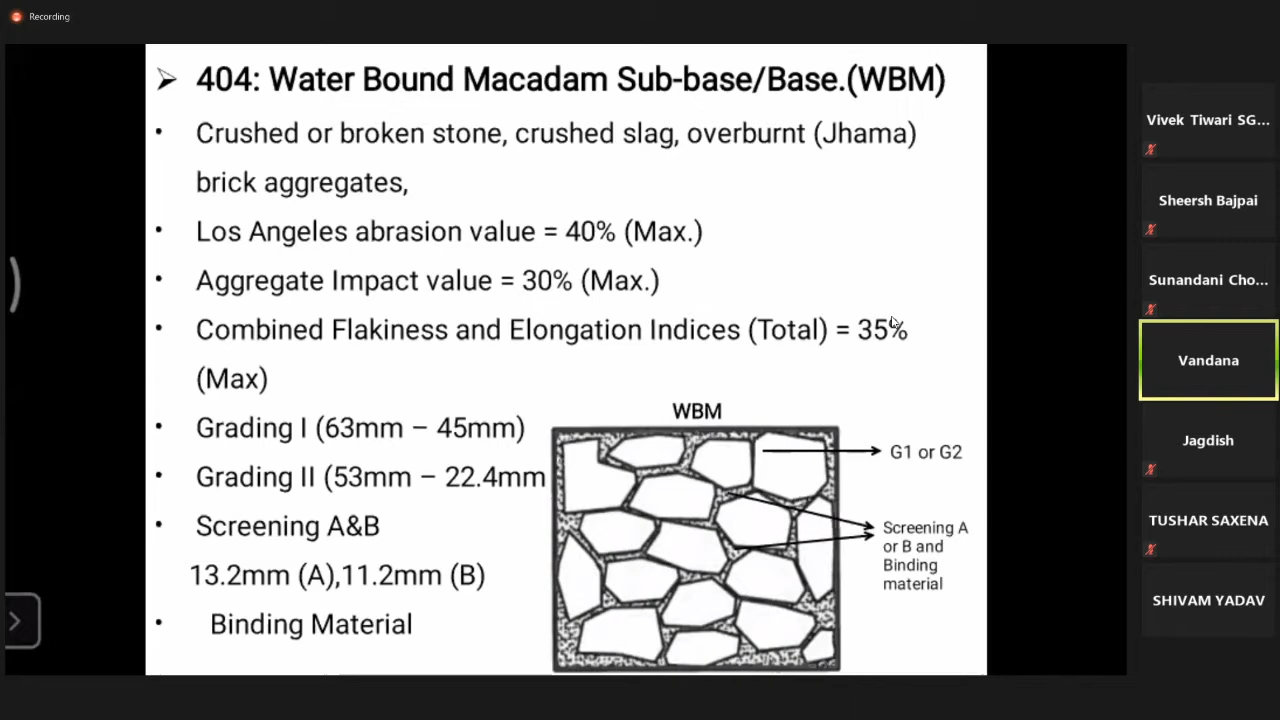 Recording
404: Water Bound Macadam Sub-base/Base.(WBM)
Crushed or broken stone, crushed slag, overburnt (Jhama)
brick aggregates,
Los Angeles abrasion value = 40% (Max.)
Aggregate Impact value = 30% (Max.)
Combined Flakiness and Elongation Indices (Total) = 35%
(Max)
Grading I (63mm – 45mm)
Grading II (53mm – 22.4mm
Screening A&B
13.2mm (A),11.2mm (B)
Binding Material
WBM
G1 or G2
Screening A
or B and
Binding
material
Vivek Tiwari SG...
Sheersh Bajpai
Sunandani Cho...
Vandana
Jagdish
TUSHAR SAXENA
SHIVAM YADAV